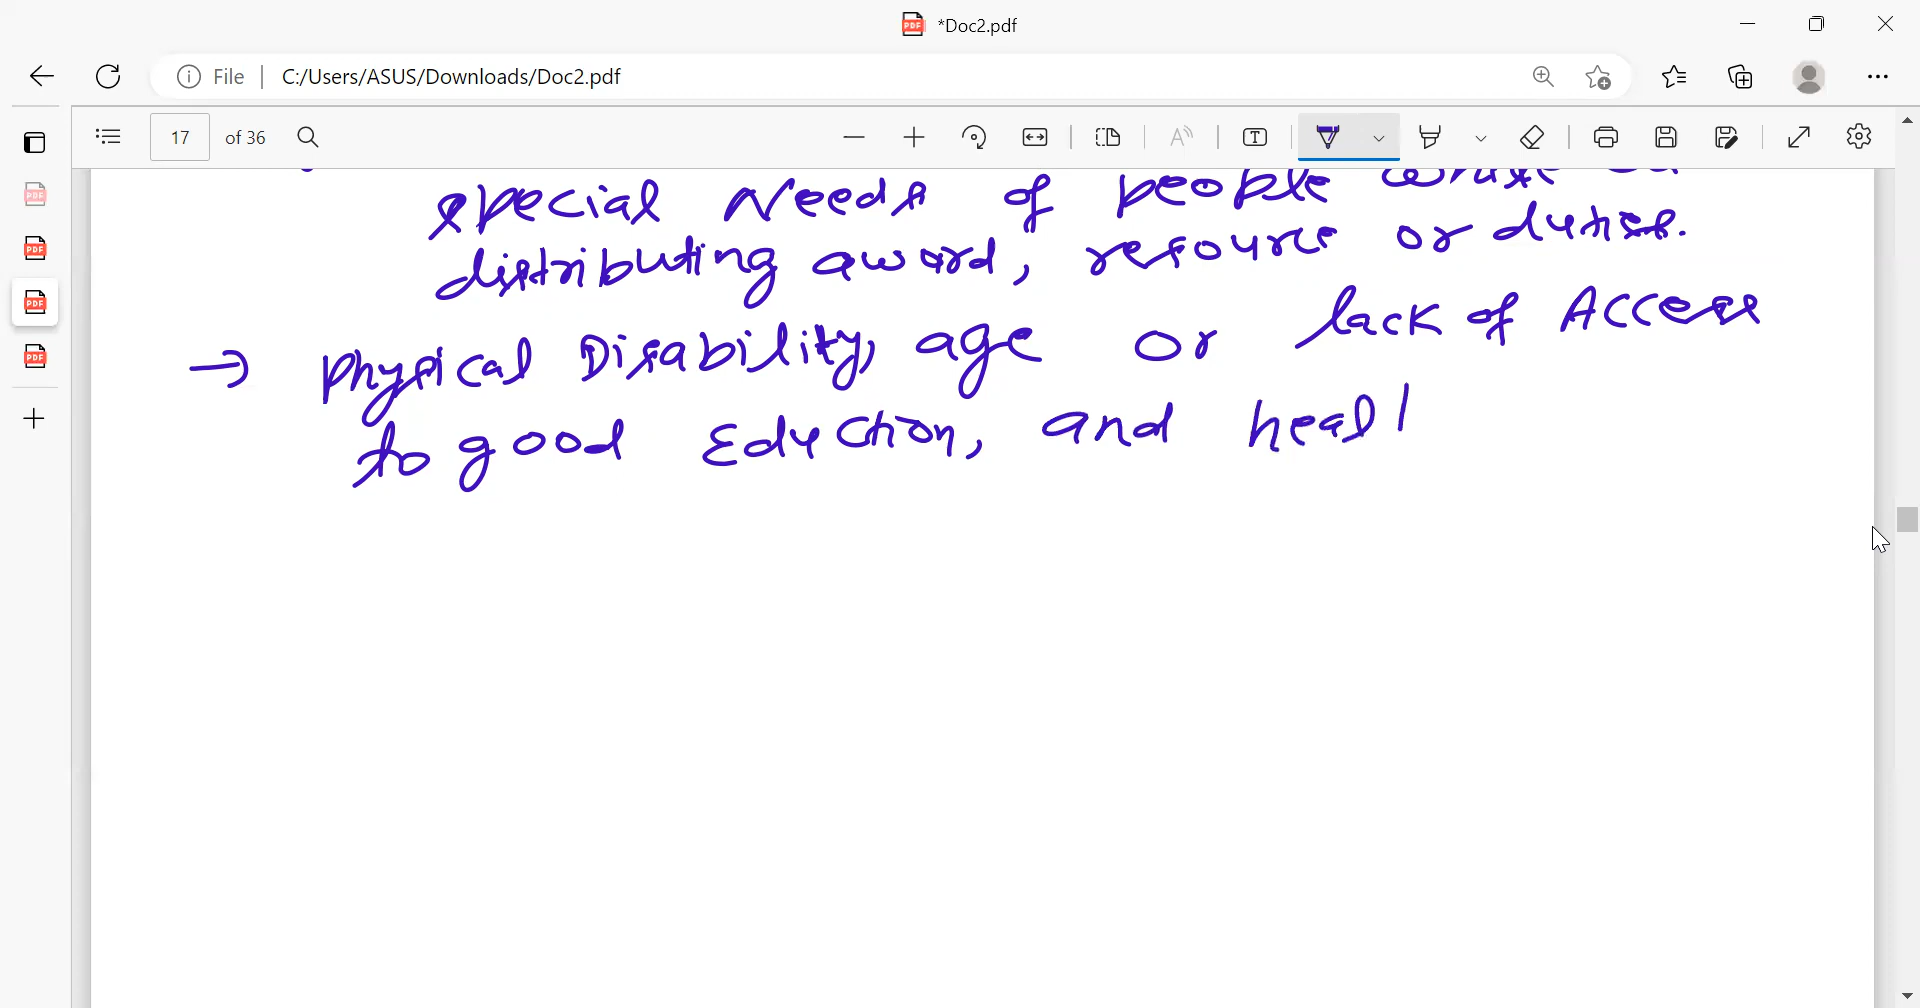 *Doc2.pdf
File | C:/Users/ASUS/Downloads/Doc2.pdf
17 of 36
special Needs of people while
distributing award, resource or duties.
→ Physical Disability, age or lack of Access
to good Eduction, and heal